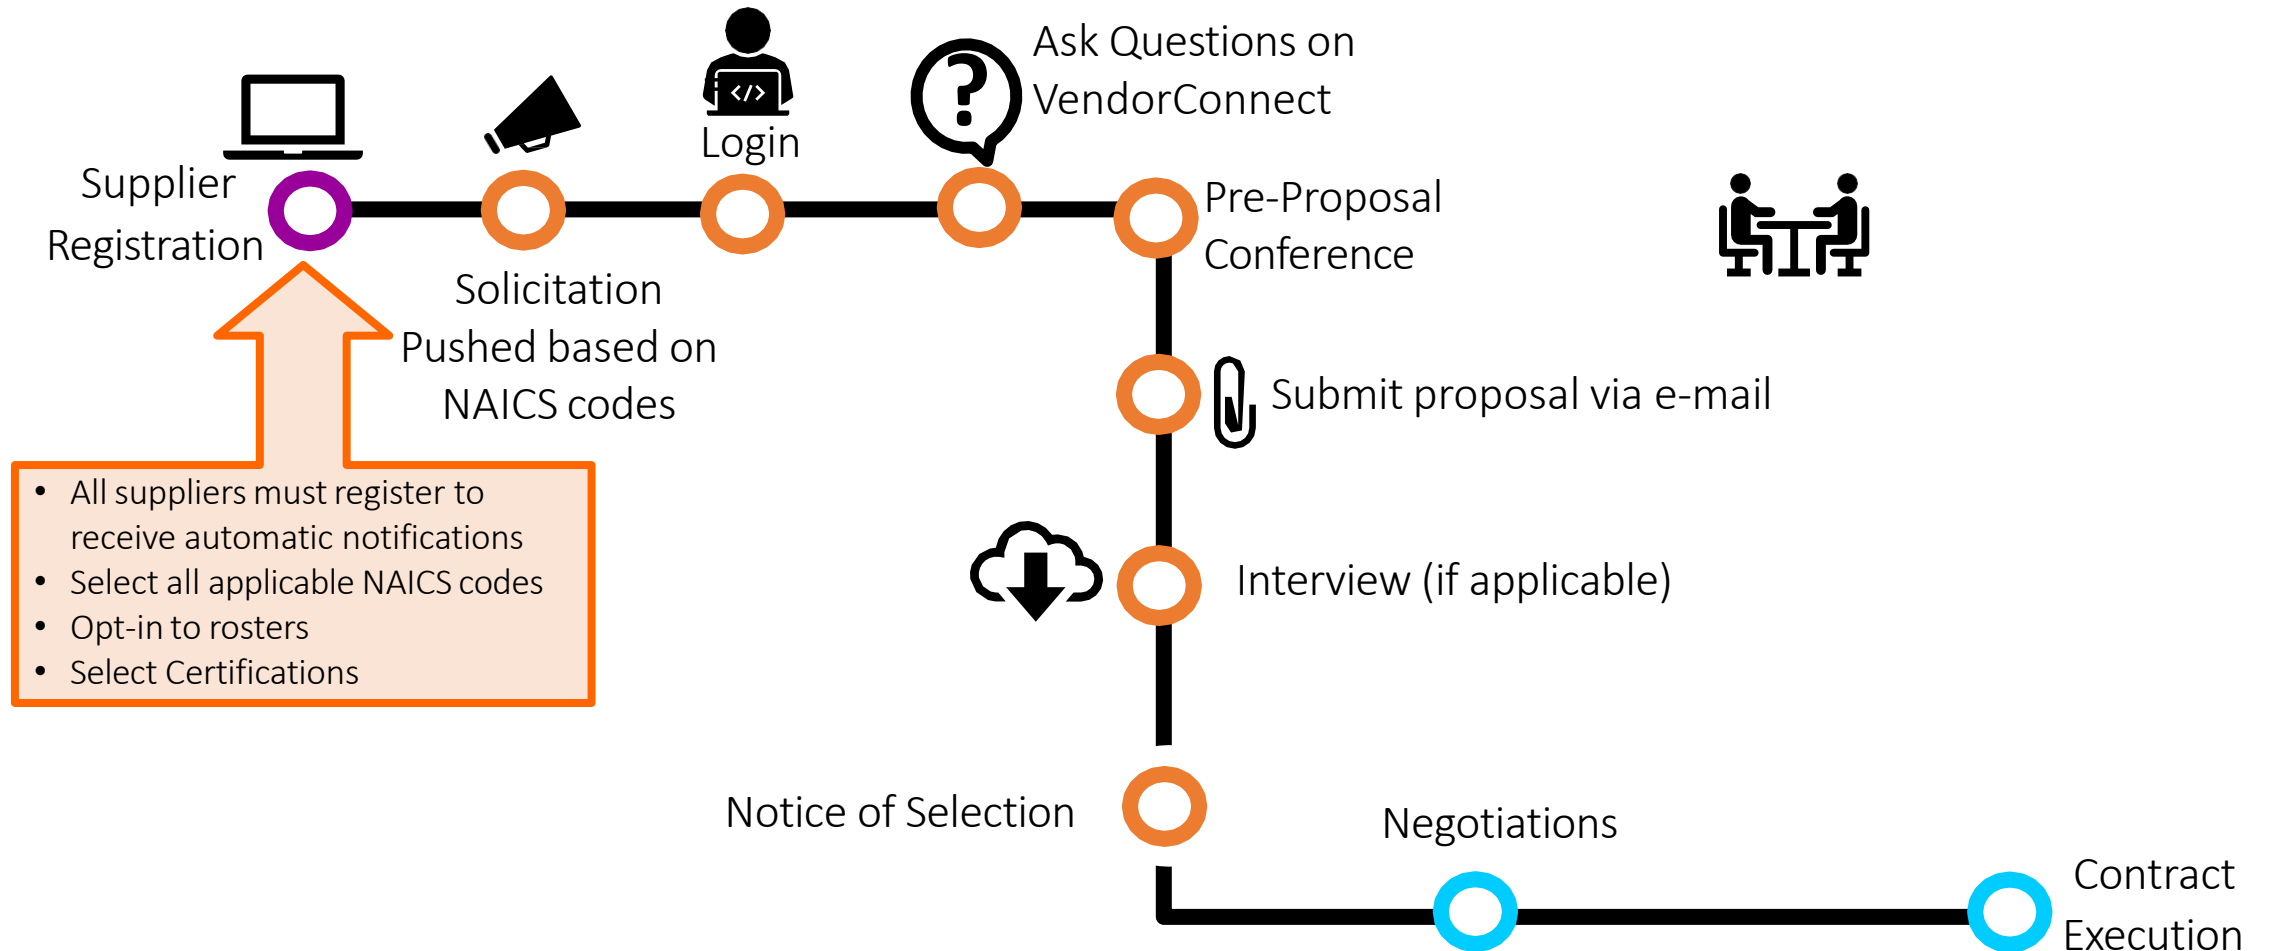 Supplier
Registration
Solicitation
Pushed based on
NAICS codes
</>
Login
?
Ask Questions on
VendorConnect
Pre-Proposal
Conference
Submit proposal via e-mail
Interview (if applicable)
Notice of Selection
Negotiations
Contract
Execution
• All suppliers must register to
receive automatic notifications
• Select all applicable NAICS codes
• Opt-in to rosters
• Select Certifications